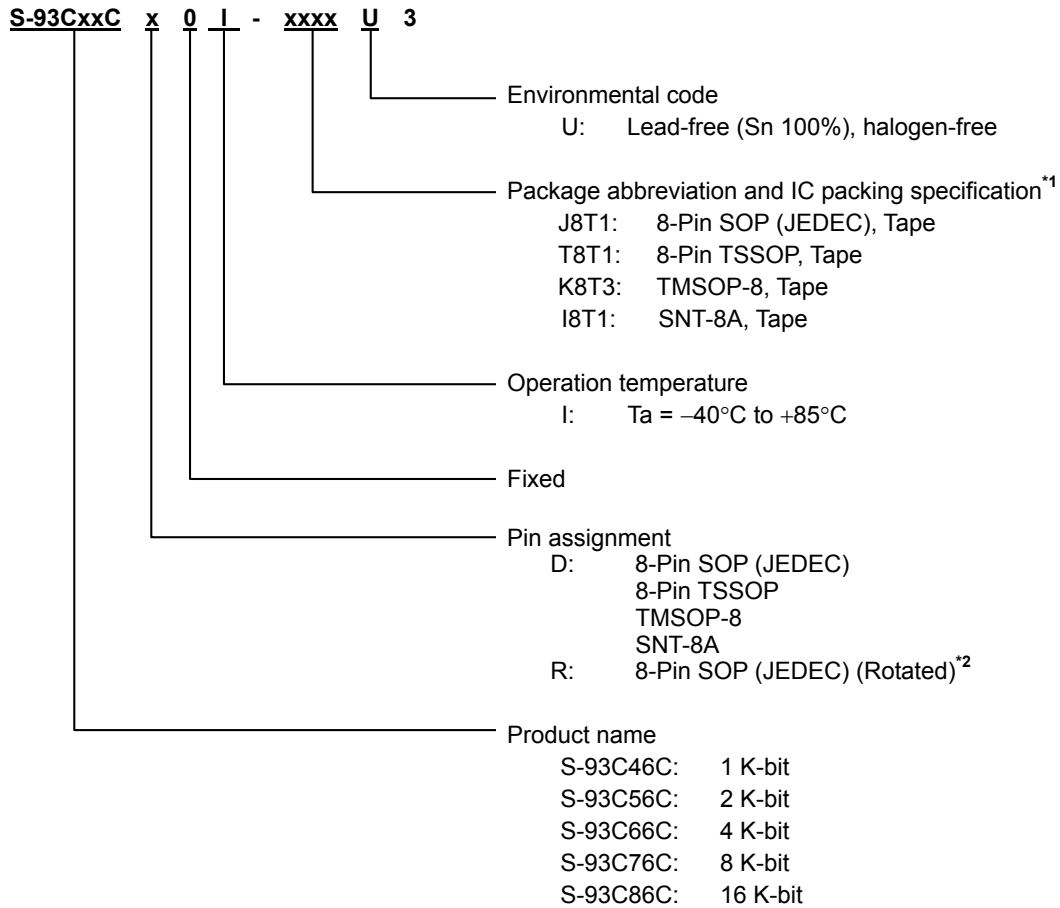 S-93CxxC x 0 I - xxxx U 3
Environmental code
U: Lead-free (Sn 100%), halogen-free
Package abbreviation and IC packing specification*1
J8T1: 8-Pin SOP (JEDEC), Tape
T8T1: 8-Pin TSSOP, Tape
K8T3: TMSOP-8, Tape
I8T1: SNT-8A, Tape
Operation temperature
I: Ta = −40°C to +85°C
Fixed
Pin assignment
D: 8-Pin SOP (JEDEC)
8-Pin TSSOP
TMSOP-8
SNT-8A
R: 8-Pin SOP (JEDEC) (Rotated)*2
Product name
S-93C46C: 1 K-bit
S-93C56C: 2 K-bit
S-93C66C: 4 K-bit
S-93C76C: 8 K-bit
S-93C86C: 16 K-bit